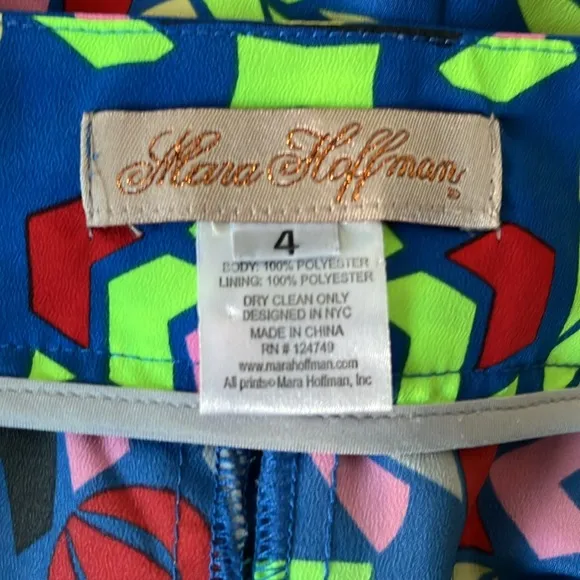 Mara Hoffman
4
BODY: 100% POLYESTER
LINING: 100% POLYESTER
DRY CLEAN ONLY
DESIGNED IN NYC
MADE IN CHINA
RN # 124749
www.marahoffman.com
All prints©Mara Hoffman, Inc